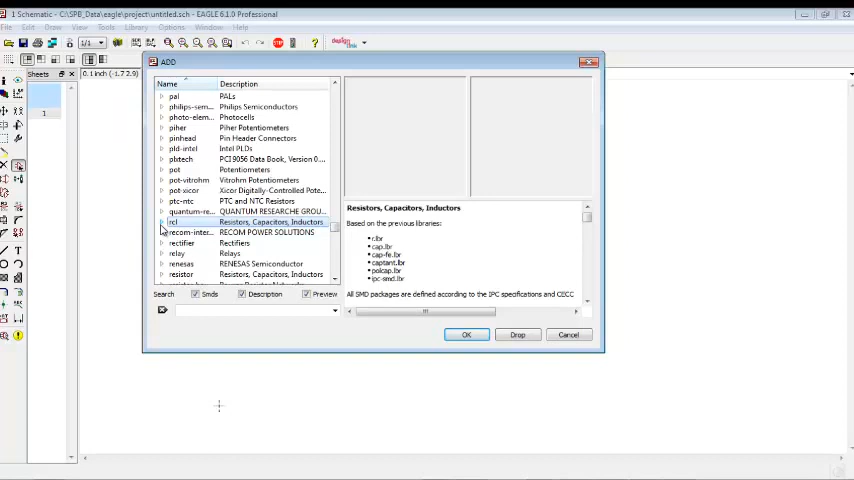 1 Schematic - C:\SPB_Data\eagle\project\untitled.sch - EAGLE 6.1.0 Professional
File Edit Draw View Tools Library Options Window Help
1/1
STOP
?
design link
Sheets
0.1 inch (-1.7 2.9)
1
ADD
Name Description
pal PALs
philips-sem... Philips Semiconductors
photo-elem... Photocells
piher Piher Potentiometers
pinhead Pin Header Connectors
pld-intel Intel PLDs
plxtech PCI 9056 Data Book, Version 0....
pot Potentiometers
pot-vitrohm Vitrohm Potentiometers
pot-xicor Xicor Digitally-Controlled Pote...
ptc-ntc PTC and NTC Resistors
quantum-re... QUANTUM RESEARCHE GROU...
rcl Resistors, Capacitors, Inductors
recom-inter... RECOM POWER SOLUTIONS
rectifier Rectifiers
relay Relays
renesas RENESAS Semiconductor
resistor Resistors, Capacitors, Inductors
Search Smds Description Preview
Resistors, Capacitors, Inductors
Based on the previous libraries:
• r.lbr
• cap.lbr
• cap-fe.lbr
• captant.lbr
• polcap.lbr
• ipc-smd.lbr
All SMD packages are defined according to the IPC specifications and CECC
OK Drop Cancel